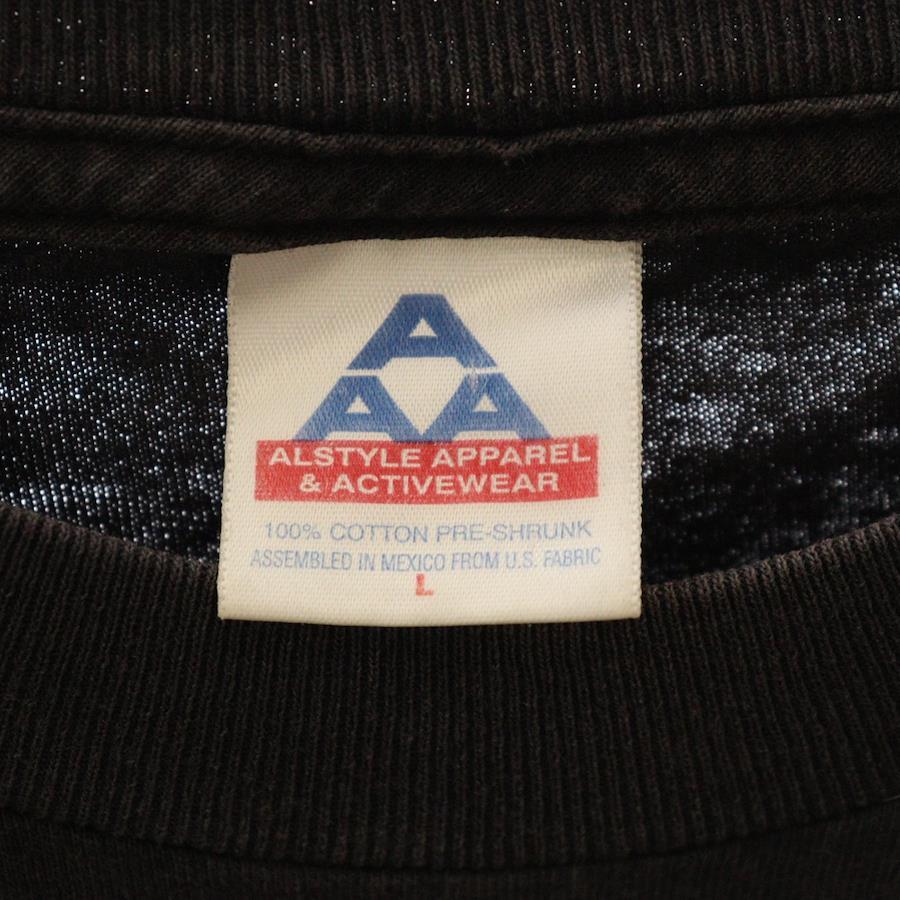 A
A A
ALSTYLE APPAREL
& ACTIVEWEAR
100% COTTON PRE-SHRUNK
ASSEMBLED IN MEXICO FROM U.S. FABRIC
L